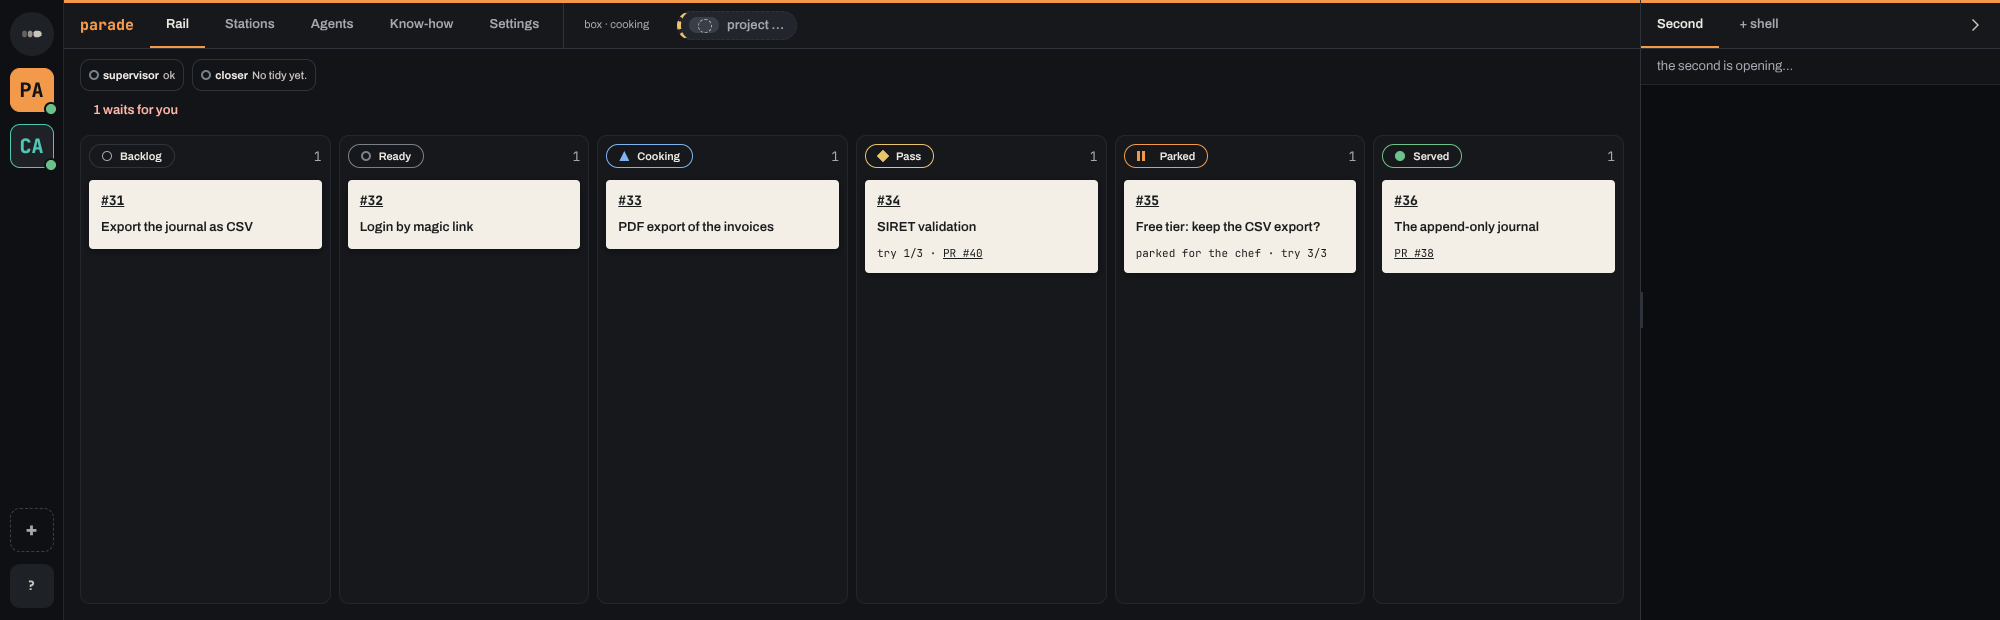 parade Rail Stations Agents Know-how Settings box · cooking project ... Second + shell
PA
supervisor ok closer No tidy yet.
the second is opening...
1 waits for you
CA
Backlog 1 Ready 1 Cooking 1 Pass 1 Parked 1 Served 1
#31 #32 #33 #34 #35 #36
Export the journal as CSV Login by magic link PDF export of the invoices SIRET validation Free tier: keep the CSV export? The append-only journal
try 1/3 · PR #40 parked for the chef · try 3/3 PR #38
+
?